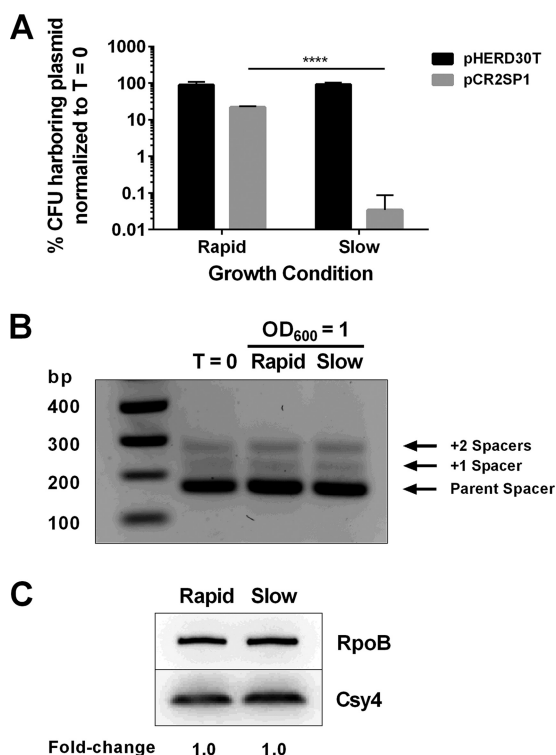 A
% CFU harboring plasmid
normalized to T = 0
1000
100
10
1
0.1
0.01
****
pHERD30T
pCR2SP1
Rapid
Slow
Growth Condition
B
OD600 = 1
T = 0 Rapid Slow
bp
400
300
200
100
+2 Spacers
+1 Spacer
Parent Spacer
C
Rapid Slow
RpoB
Csy4
Fold-change 1.0 1.0